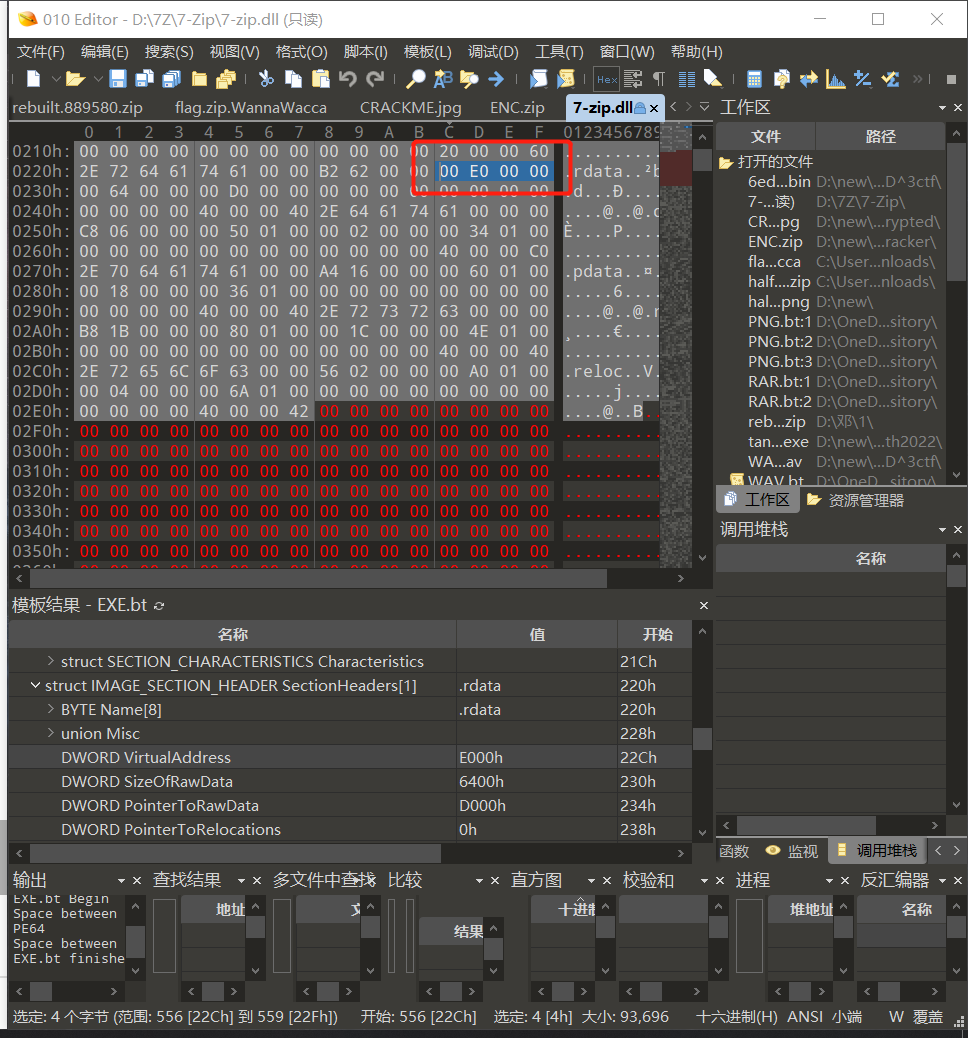 010 Editor - D:\7Z\7-Zip\7-zip.dll (只读)
文件(F) 编辑(E) 搜索(S) 视图(V) 格式(O) 脚本(I) 模板(L) 调试(D) 工具(T) 窗口(W) 帮助(H)
rebuilt.889580.zip flag.zip.WannaWacca CRACKME.jpg ENC.zip 7-zip.dll
0 1 2 3 4 5 6 7 8 9 A B C D E F 0123456789
0210h: 00 00 00 00 00 00 00 00 00 00 00 00 20 00 00 60 ............
0220h: 2E 72 64 61 74 61 00 00 B2 62 00 00 00 E0 00 00 .rdata..²b
0230h: 00 64 00 00 00 D0 00 00 00 00 00 00 00 00 00 00 .d...Ð....
0240h: 00 00 00 00 40 00 00 40 2E 64 61 74 61 00 00 00 ....@..@.d
0250h: C8 06 00 00 00 50 01 00 00 02 00 00 00 34 01 00 È....P....
0260h: 00 00 00 00 00 00 00 00 00 00 00 00 40 00 00 C0
0270h: 2E 70 64 61 74 61 00 00 A4 16 00 00 00 60 01 00 .pdata..¤.
0280h: 00 18 00 00 00 36 01 00 00 00 00 00 00 00 00 00 .....6....
0290h: 00 00 00 00 40 00 00 40 2E 72 73 72 63 00 00 00 ....@..@.r
02A0h: B8 1B 00 00 00 80 01 00 00 1C 00 00 00 4E 01 00 ¸....€....
02B0h: 00 00 00 00 00 00 00 00 00 00 00 00 40 00 00 40 ..........
02C0h: 2E 72 65 6C 6F 63 00 00 56 02 00 00 00 A0 01 00 .reloc..V.
02D0h: 00 04 00 00 00 6A 01 00 00 00 00 00 00 00 00 00 .....j....
02E0h: 00 00 00 00 40 00 00 42 00 00 00 00 00 00 00 00 ....@..B..
02F0h: 00 00 00 00 00 00 00 00 00 00 00 00 00 00 00 00 ..........
0300h: 00 00 00 00 00 00 00 00 00 00 00 00 00 00 00 00 ..........
0310h: 00 00 00 00 00 00 00 00 00 00 00 00 00 00 00 00 ..........
0320h: 00 00 00 00 00 00 00 00 00 00 00 00 00 00 00 00 ..........
0330h: 00 00 00 00 00 00 00 00 00 00 00 00 00 00 00 00 ..........
0340h: 00 00 00 00 00 00 00 00 00 00 00 00 00 00 00 00 ..........
0350h: 00 00 00 00 00 00 00 00 00 00 00 00 00 00 00 00 ..........
工作区
文件 路径
打开的文件
6ed...bin D:\new\...D^3ctf\
7-...读) D:\7Z\7-Zip\
CR...pg D:\new\...rypted\
ENC.zip D:\new\...racker\
fla...cca C:\User...nloads\
half....zip C:\User...nloads\
hal...png D:\new\
PNG.bt:1 D:\OneD...sitory\
PNG.bt:2 D:\OneD...sitory\
PNG.bt:3 D:\OneD...sitory\
RAR.bt:1 D:\OneD...sitory\
RAR.bt:2 D:\OneD...sitory\
reb...zip D:\邓\1\
tan...exe D:\new\...th2022\
WA...av D:\new\...D^3ctf\
WAV.bt D:\OneD...sitory\
工作区 资源管理器
调用堆栈
名称
模板结果 - EXE.bt
名称 值 开始
struct SECTION_CHARACTERISTICS Characteristics 21Ch
struct IMAGE_SECTION_HEADER SectionHeaders[1] .rdata 220h
BYTE Name[8] .rdata 220h
union Misc 228h
DWORD VirtualAddress E000h 22Ch
DWORD SizeOfRawData 6400h 230h
DWORD PointerToRawData D000h 234h
DWORD PointerToRelocations 0h 238h
函数 监视 调用堆栈
输出 查找结果 多文件中查找 比较 直方图 校验和 进程 反汇编器
EXE.bt Begin
Space between
PE64
Space between
EXE.bt finishe
地址 文 结果 十进制 堆地址 名称
选定: 4 个字节 (范围: 556 [22Ch] 到 559 [22Fh]) 开始: 556 [22Ch] 选定: 4 [4h] 大小: 93,696 十六进制(H) ANSI 小端 W 覆盖